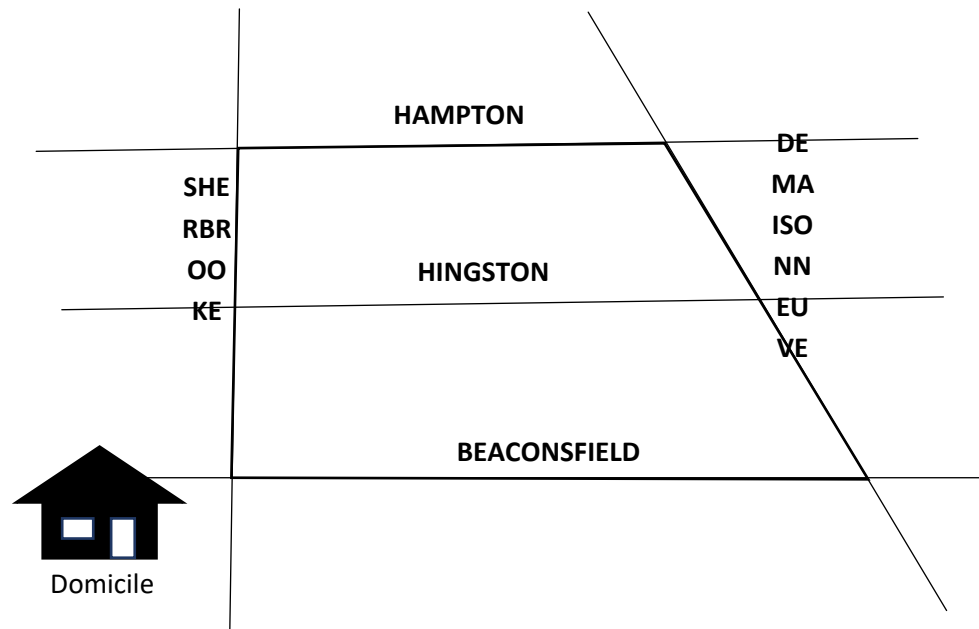 HAMPTON
SHE
RBR
OO
KE
DE
MA
ISO
NN
EU
VE
HINGSTON
BEACONSFIELD
Domicile